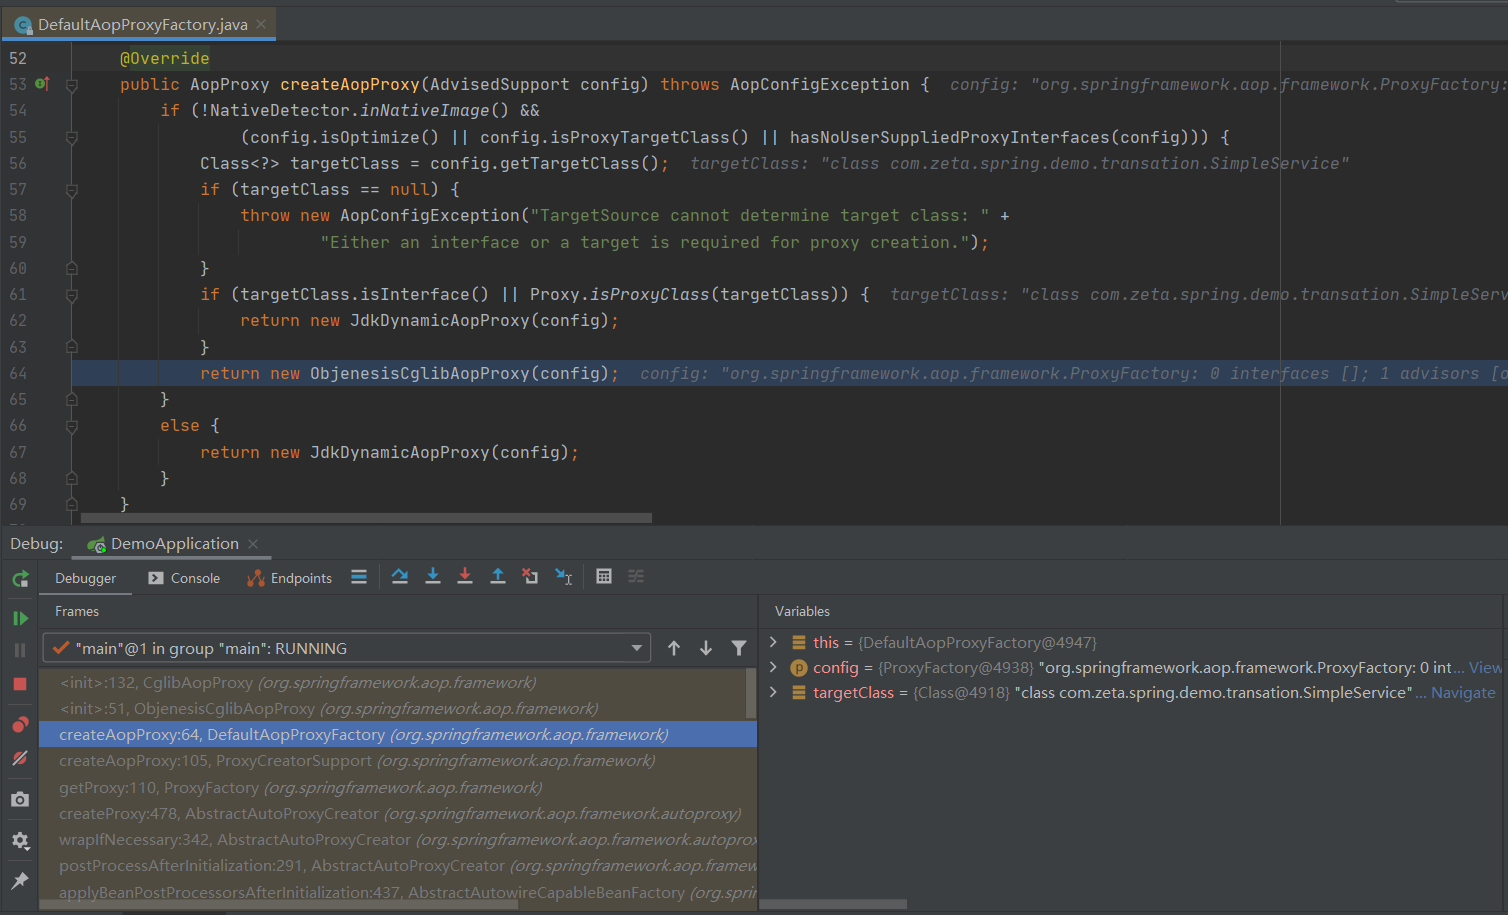 DefaultAopProxyFactory.java
52 @Override
53 public AopProxy createAopProxy(AdvisedSupport config) throws AopConfigException { config: "org.springframework.aop.framework.ProxyFactory:
54 if (!NativeDetector.inNativeImage() &&
55 (config.isOptimize() || config.isProxyTargetClass() || hasNoUserSuppliedProxyInterfaces(config))) {
56 Class<?> targetClass = config.getTargetClass(); targetClass: "class com.zeta.spring.demo.transation.SimpleService"
57 if (targetClass == null) {
58 throw new AopConfigException("TargetSource cannot determine target class: " +
59 "Either an interface or a target is required for proxy creation.");
60 }
61 if (targetClass.isInterface() || Proxy.isProxyClass(targetClass)) { targetClass: "class com.zeta.spring.demo.transation.SimpleServ
62 return new JdkDynamicAopProxy(config);
63 }
64 return new ObjenesisCglibAopProxy(config); config: "org.springframework.aop.framework.ProxyFactory: 0 interfaces []; 1 advisors [o
65 }
66 else {
67 return new JdkDynamicAopProxy(config);
68 }
69 }
Debug: DemoApplication
Debugger Console Endpoints
Frames
"main"@1 in group "main": RUNNING
<init>:132, CglibAopProxy (org.springframework.aop.framework)
<init>:51, ObjenesisCglibAopProxy (org.springframework.aop.framework)
createAopProxy:64, DefaultAopProxyFactory (org.springframework.aop.framework)
createAopProxy:105, ProxyCreatorSupport (org.springframework.aop.framework)
getProxy:110, ProxyFactory (org.springframework.aop.framework)
createProxy:478, AbstractAutoProxyCreator (org.springframework.aop.framework.autoproxy)
wrapIfNecessary:342, AbstractAutoProxyCreator (org.springframework.aop.framework.autoprox
postProcessAfterInitialization:291, AbstractAutoProxyCreator (org.springframework.aop.framew
applyBeanPostProcessorsAfterInitialization:437, AbstractAutowireCapableBeanFactory (org.sprin
Variables
this = {DefaultAopProxyFactory@4947}
config = {ProxyFactory@4938} "org.springframework.aop.framework.ProxyFactory: 0 int... View
targetClass = {Class@4918} "class com.zeta.spring.demo.transation.SimpleService"... Navigate